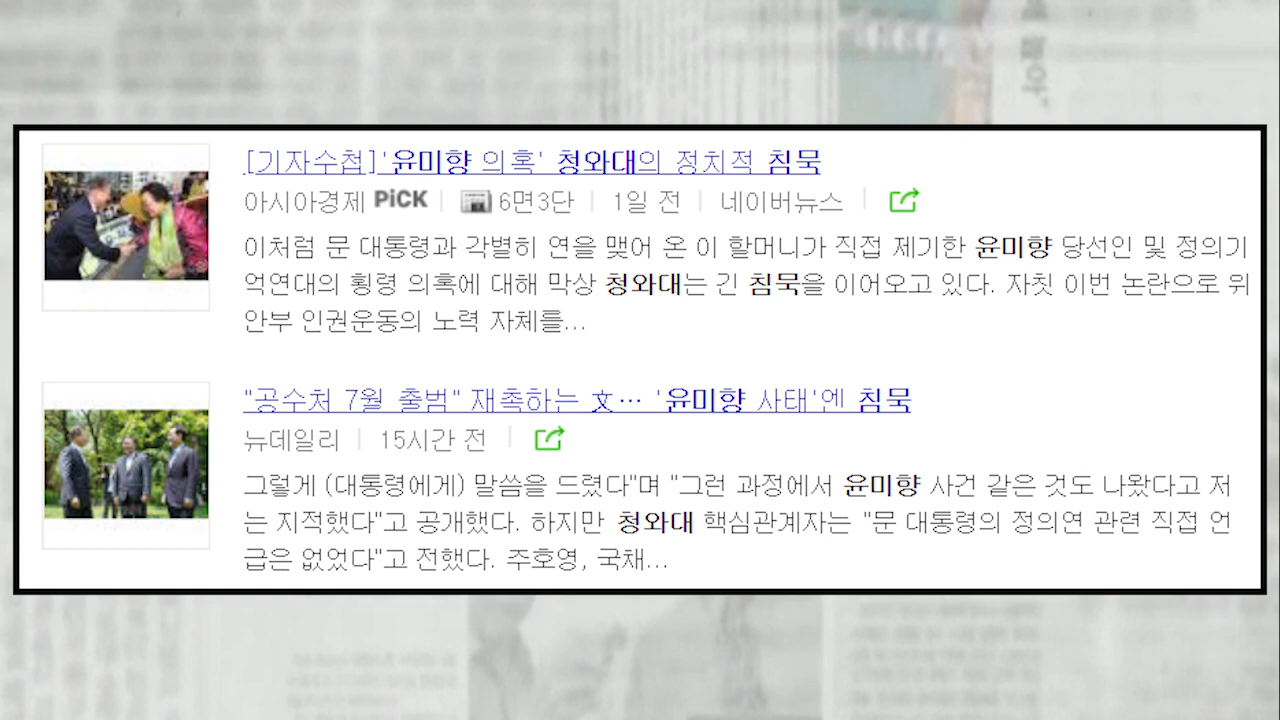 [기자수첩]'윤미향 의혹' 청와대의 정치적 침묵
아시아경제 PiCK 6면3단 1일 전 네이버뉴스
이처럼 문 대통령과 각별히 연을 맺어 온 이 할머니가 직접 제기한 윤미향 당선인 및 정의기
억연대의 횡령 의혹에 대해 막상 청와대는 긴 침묵을 이어오고 있다. 자칫 이번 논란으로 위
안부 인권운동의 노력 자체를...
"공수처 7월 출범" 재촉하는 文… '윤미향 사태'엔 침묵
뉴데일리 15시간 전
그렇게 (대통령에게) 말씀을 드렸다"며 "그런 과정에서 윤미향 사건 같은 것도 나왔다고 저
는 지적했다"고 공개했다. 하지만 청와대 핵심관계자는 "문 대통령의 정의연 관련 직접 언
급은 없었다"고 전했다. 주호영, 국채...